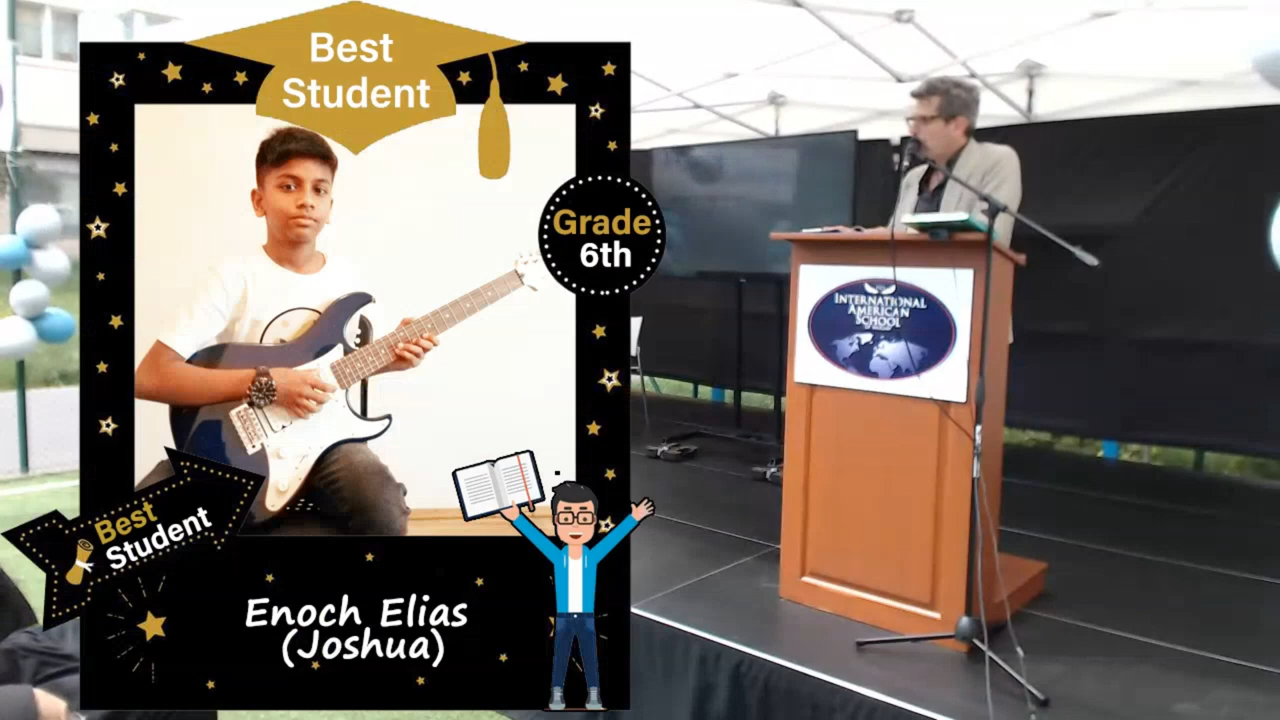 Best
Student
Grade
6th
Best
Student
Enoch Elias
(Joshua)
INTERNATIONAL
AMERICAN
SCHOOL